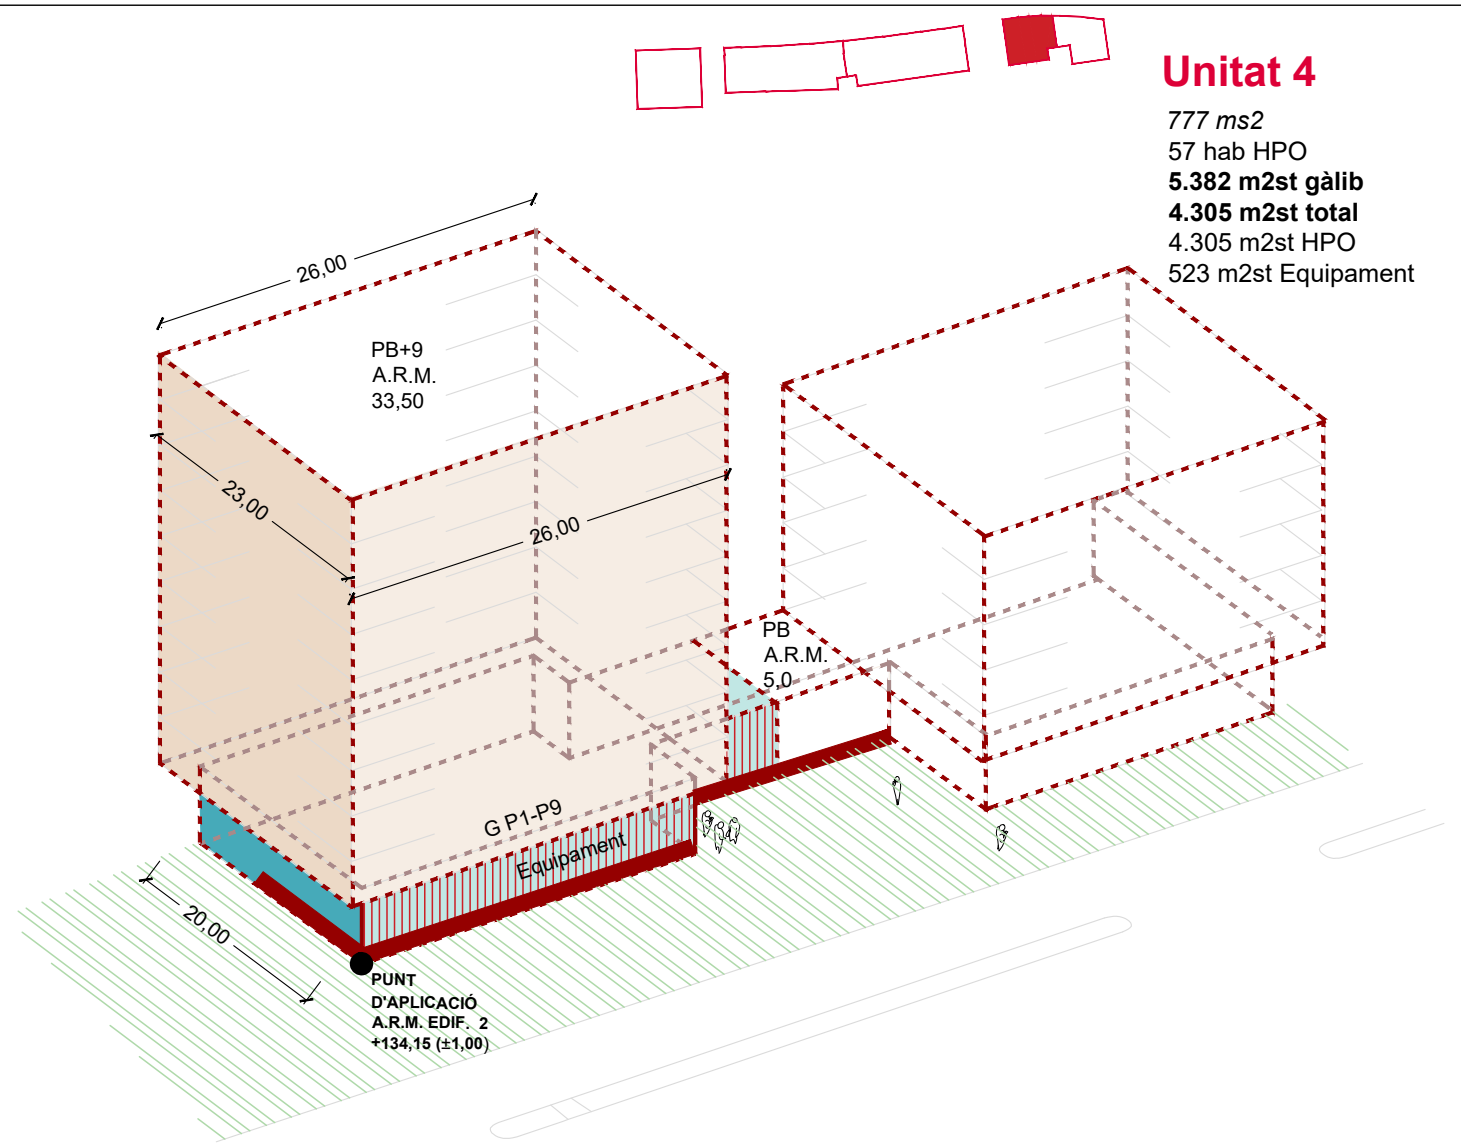 Unitat 4
777 ms2
57 hab HPO
5.382 m2st gàlib
4.305 m2st total
4.305 m2st HPO
523 m2st Equipament
26,00
PB+9
A.R.M.
33,50
23,00
26,00
PB
A.R.M.
5,0
G P1-P9
Equipament
20,00
PUNT
D'APLICACIÓ
A.R.M. EDIF. 2
+134,15 (±1,00)